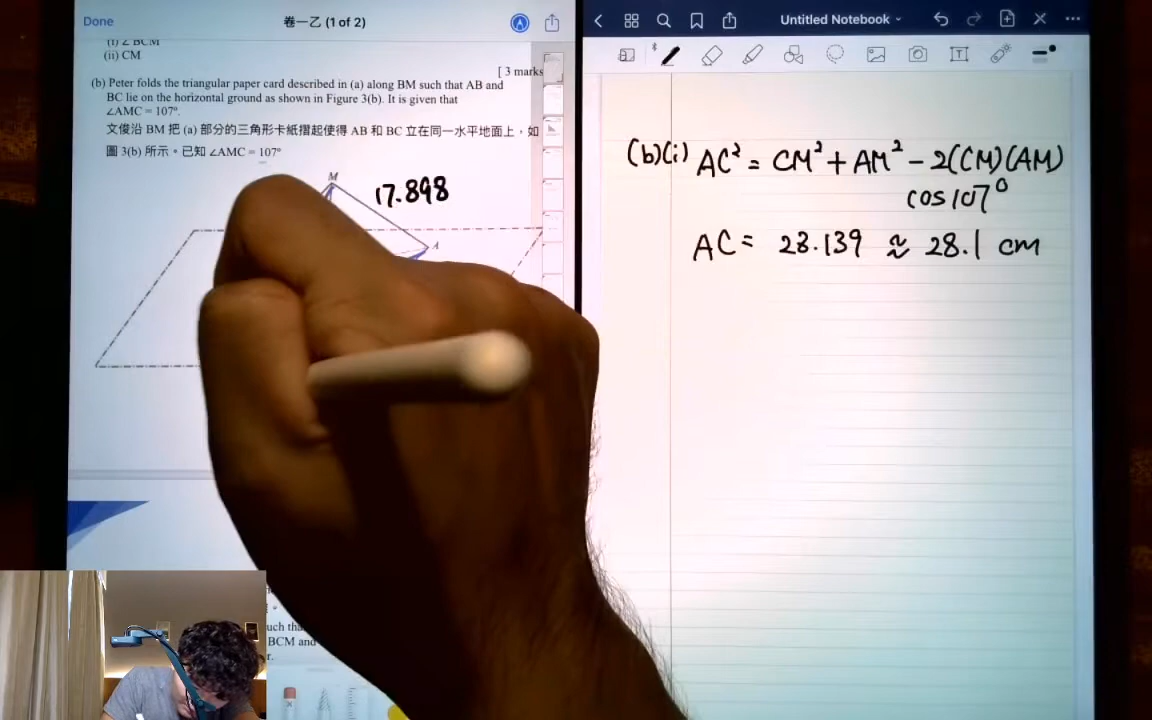 Done
卷一乙 (1 of 2)
Untitled Notebook
(i) ∠ BCM
(ii) CM
[ 3 marks
(b) Peter folds the triangular paper card described in (a) along BM such that AB and
BC lie on the horizontal ground as shown in Figure 3(b). It is given that
∠AMC = 107°.
文俊沿 BM 把 (a) 部分的三角形卡紙摺起使得 AB 和 BC 立在同一水平地面上，如
圖 3(b) 所示。已知 ∠AMC = 107°
M
17.898
A
(b)(i) AC² = CM² + AM² - 2(CM)(AM)
cos 107°
AC = 28.139 ≈ 28.1 cm
uch tha
BCM and
r.